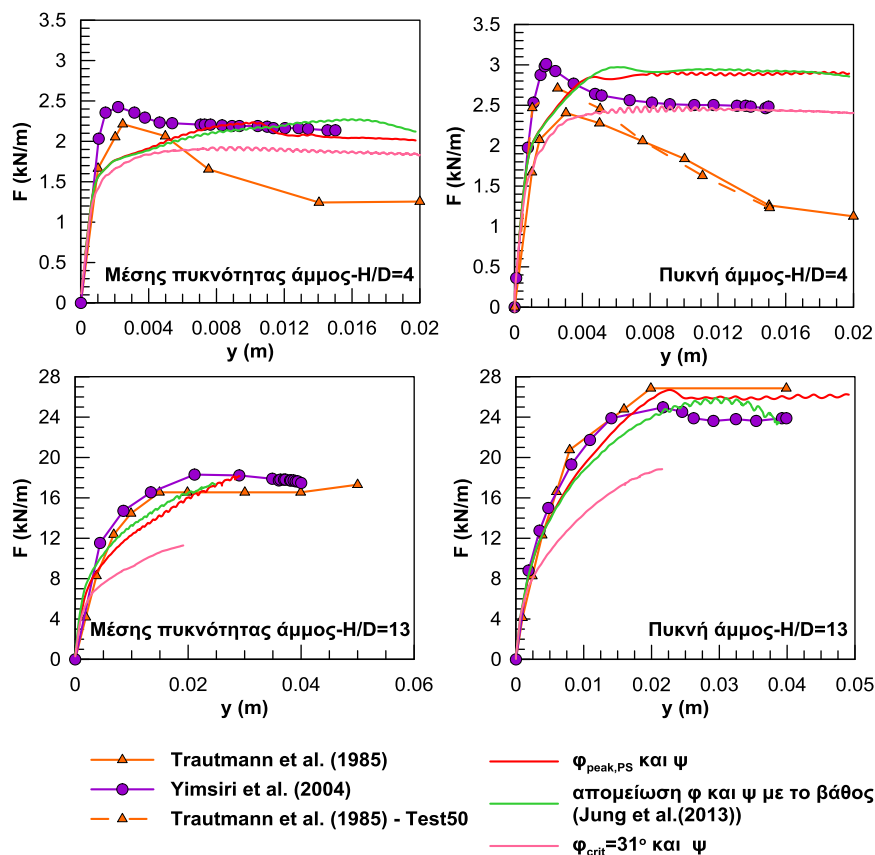 3.5
3
2.5
2
1.5
1
0.5
0
F (kN/m)
Μέσης πυκνότητας άμμος-H/D=4
0 0.004 0.008 0.012 0.016 0.02
y (m)
3.5
3
2.5
2
1.5
1
0.5
0
F (kN/m)
Πυκνή άμμος-H/D=4
0 0.004 0.008 0.012 0.016 0.02
y (m)
28
24
20
16
12
8
4
0
F (kN/m)
Μέσης πυκνότητας άμμος-H/D=13
0 0.02 0.04 0.06
y (m)
28
24
20
16
12
8
4
0
F (kN/m)
Πυκνή άμμος-H/D=13
0 0.01 0.02 0.03 0.04 0.05
y (m)
Trautmann et al. (1985)
Yimsiri et al. (2004)
Trautmann et al. (1985) - Test50
φpeak,PS και ψ
απομείωση φ και ψ με το βάθος
(Jung et al.(2013))
φcrit=31° και ψ